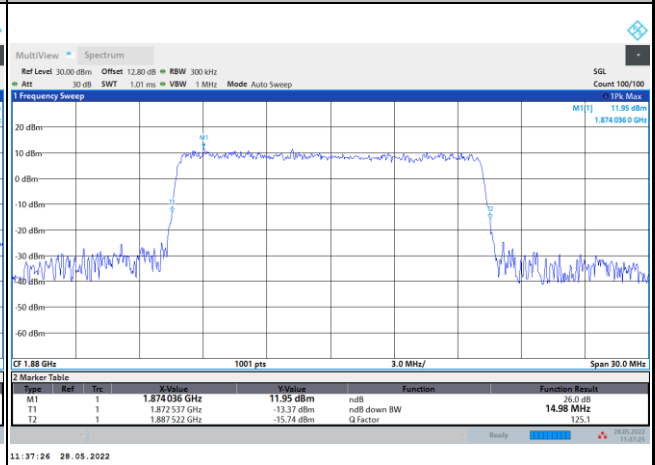 MultiView Spectrum
Ref Level 30.00 dBm Offset 12.80 dB RBW 300 kHz SGL
Att 30 dB SWT 1.01 ms VBW 1 MHz Mode Auto Sweep Count 100/100
1 Frequency Sweep 1Pk Max
M1[1] 11.95 dBm
1.874 036 0 GHz
20 dBm
M1
10 dBm
0 dBm
T1
-10 dBm
T2
-20 dBm
-30 dBm
-40 dBm
-50 dBm
-60 dBm
CF 1.88 GHz 1001 pts 3.0 MHz/ Span 30.0 MHz
2 Marker Table
Type Ref Trc X-Value Y-Value Function Function Result
M1 1 1.874 036 GHz 11.95 dBm ndB 26.0 dB
T1 1 1.872 537 GHz -13.37 dBm ndB down BW 14.98 MHz
T2 1 1.887 522 GHz -15.74 dBm Q Factor 125.1
Ready 28.05.2022
11:37:25
11:37:26 28.05.2022